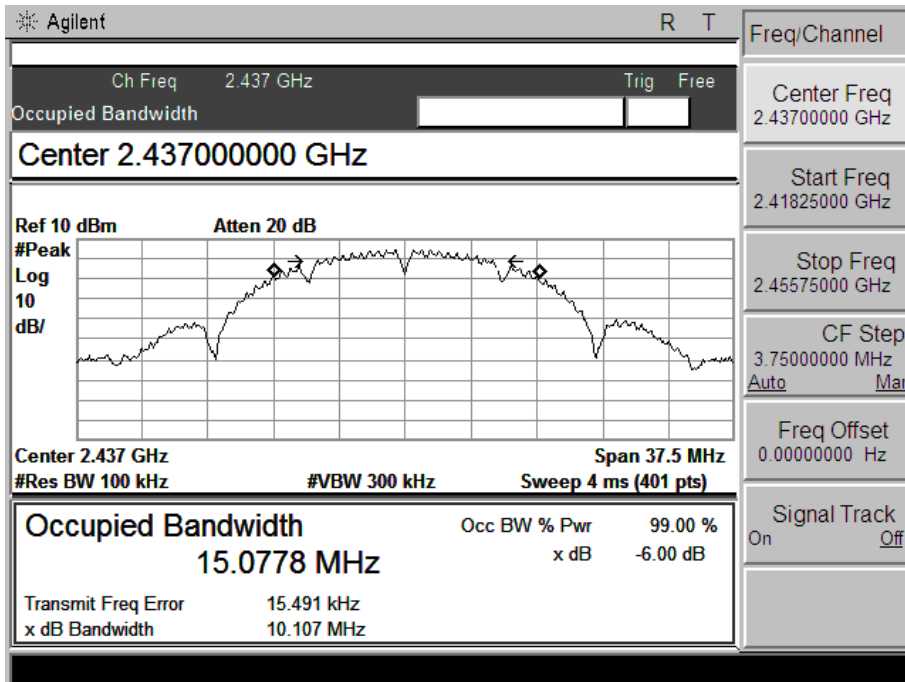 Agilent R T
Freq/Channel
Ch Freq 2.437 GHz Trig Free
Occupied Bandwidth
Center 2.437000000 GHz
Center Freq
2.43700000 GHz
Start Freq
2.41825000 GHz
Stop Freq
2.45575000 GHz
CF Step
3.75000000 MHz
Auto Man
Freq Offset
0.00000000 Hz
Signal Track
On Off
Ref 10 dBm Atten 20 dB
#Peak
Log
10
dB/
Center 2.437 GHz Span 37.5 MHz
#Res BW 100 kHz #VBW 300 kHz Sweep 4 ms (401 pts)
Occupied Bandwidth
15.0778 MHz
Occ BW % Pwr 99.00 %
x dB -6.00 dB
Transmit Freq Error 15.491 kHz
x dB Bandwidth 10.107 MHz